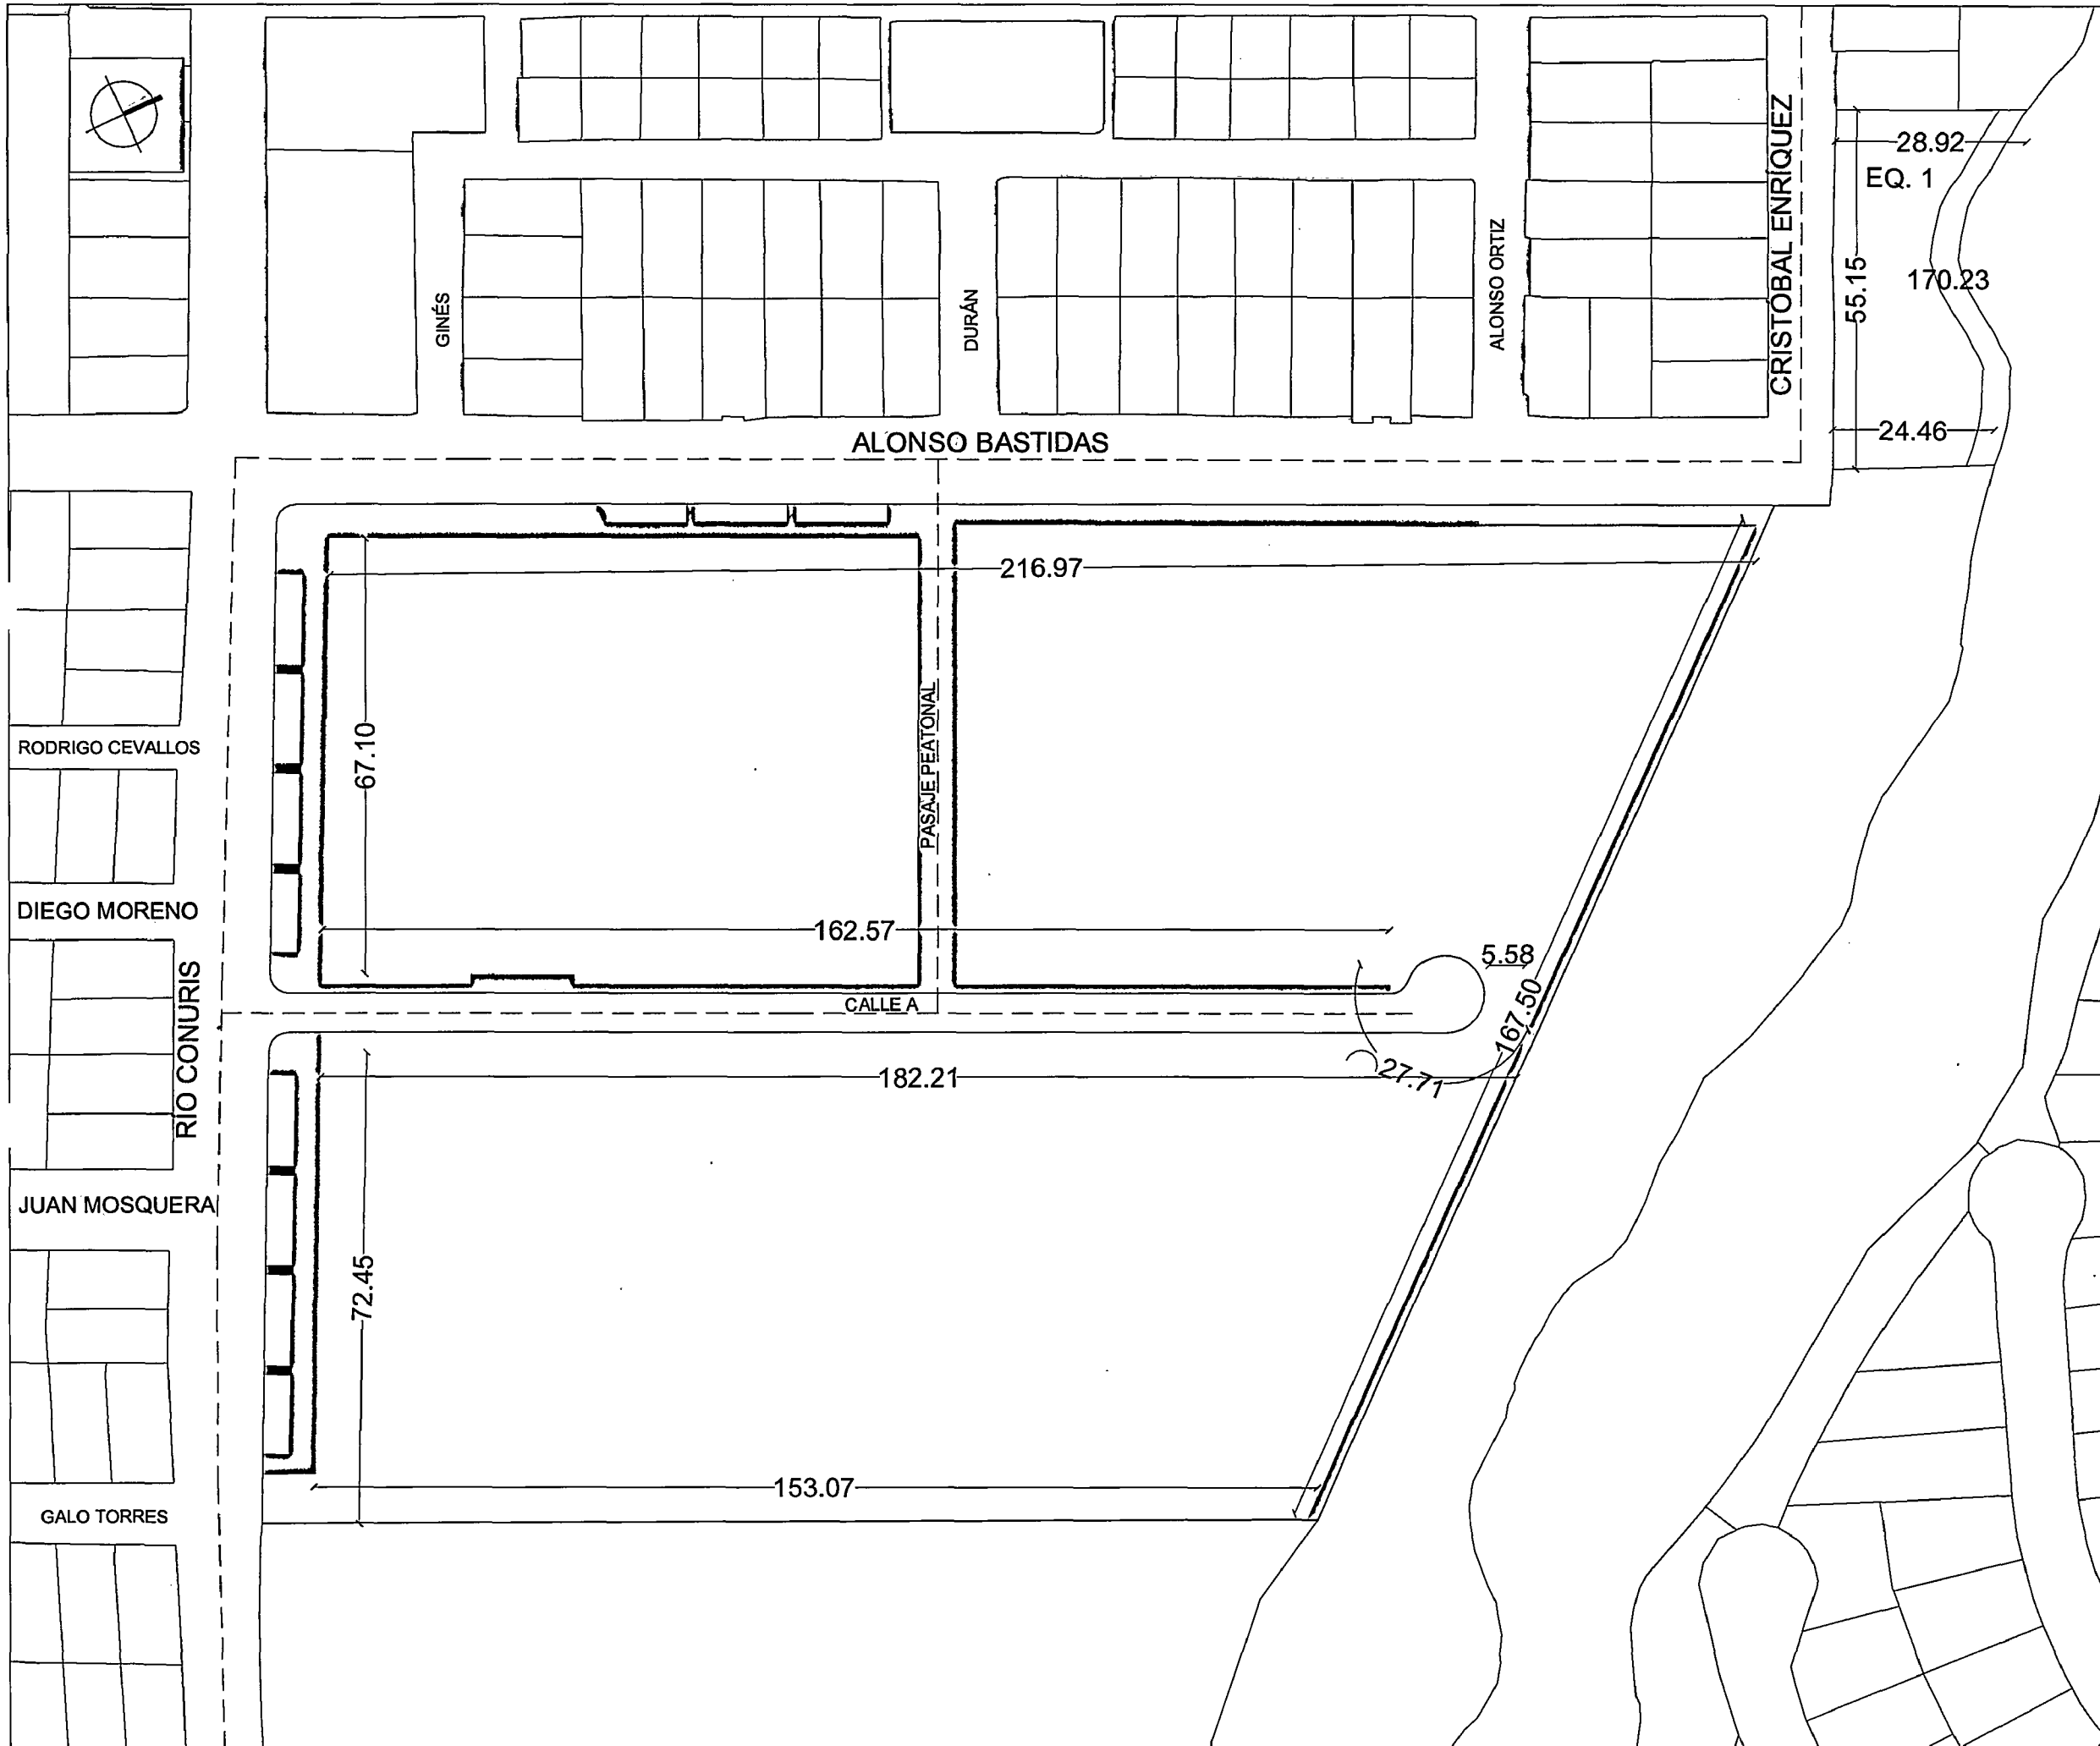 28.92
EQ. 1
CRISTOBAL ENRIQUEZ
55.15
170.23
GINÉS
DURÁN
ALONSO ORTIZ
24.46
ALONSO BASTIDAS
216.97
67.10
PASAJE PEATONAL
RODRIGO CEVALLOS
DIEGO MORENO
162.57
5.58
RIO CONURIS
CALLE A
167.50
182.21
27.71
JUAN MOSQUERA
72.45
153.07
GALO TORRES